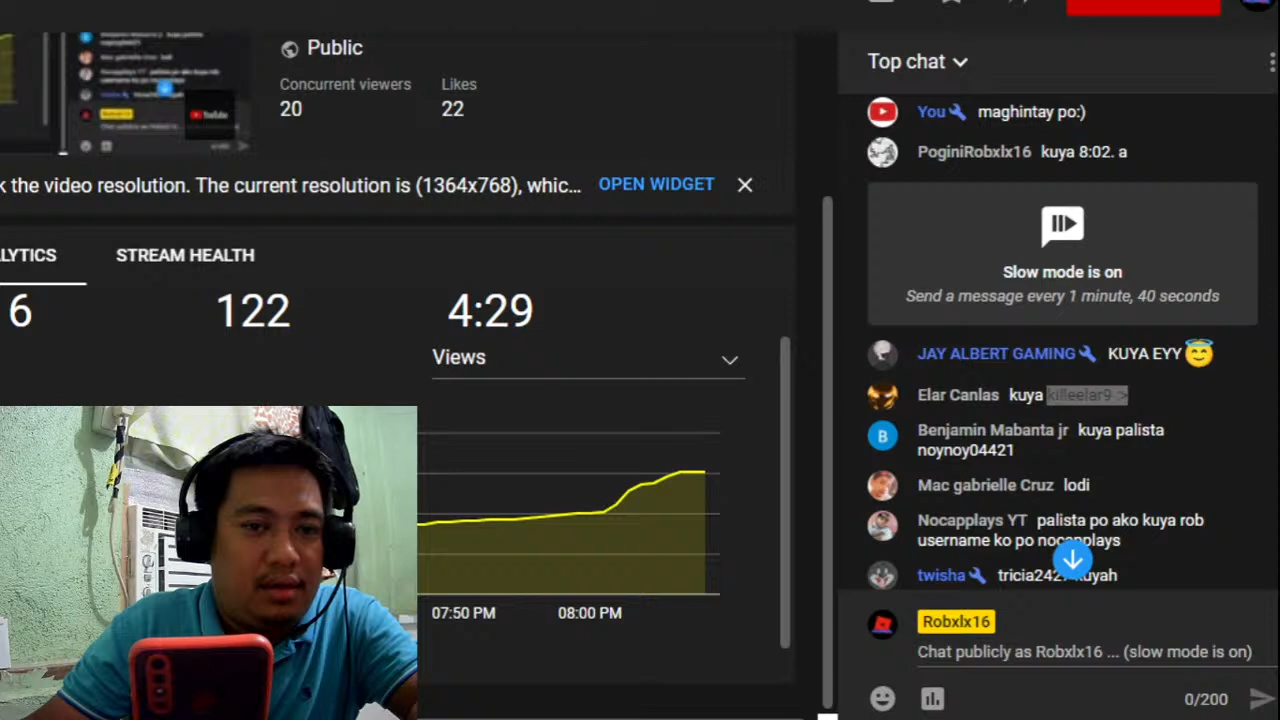 Public
Concurrent viewers
Likes
20
22
k the video resolution. The current resolution is (1364x768), whic...
OPEN WIDGET
LYTICS
STREAM HEALTH
6
122
4:29
Views
07:50 PM
08:00 PM
YouTube
Top chat
You maghintay po:)
PoginiRobxlx16 kuya 8:02. a
Slow mode is on
Send a message every 1 minute, 40 seconds
JAY ALBERT GAMING KUYA EYY
Elar Canlas kuya killeelar9 :>
Benjamin Mabanta jr kuya palista
noynoy04421
Mac gabrielle Cruz lodi
Nocapplays YT palista po ako kuya rob
username ko po nocapplays
twisha tricia242 kuyah
B
Robxlx16
Chat publicly as Robxlx16 ... (slow mode is on)
0/200